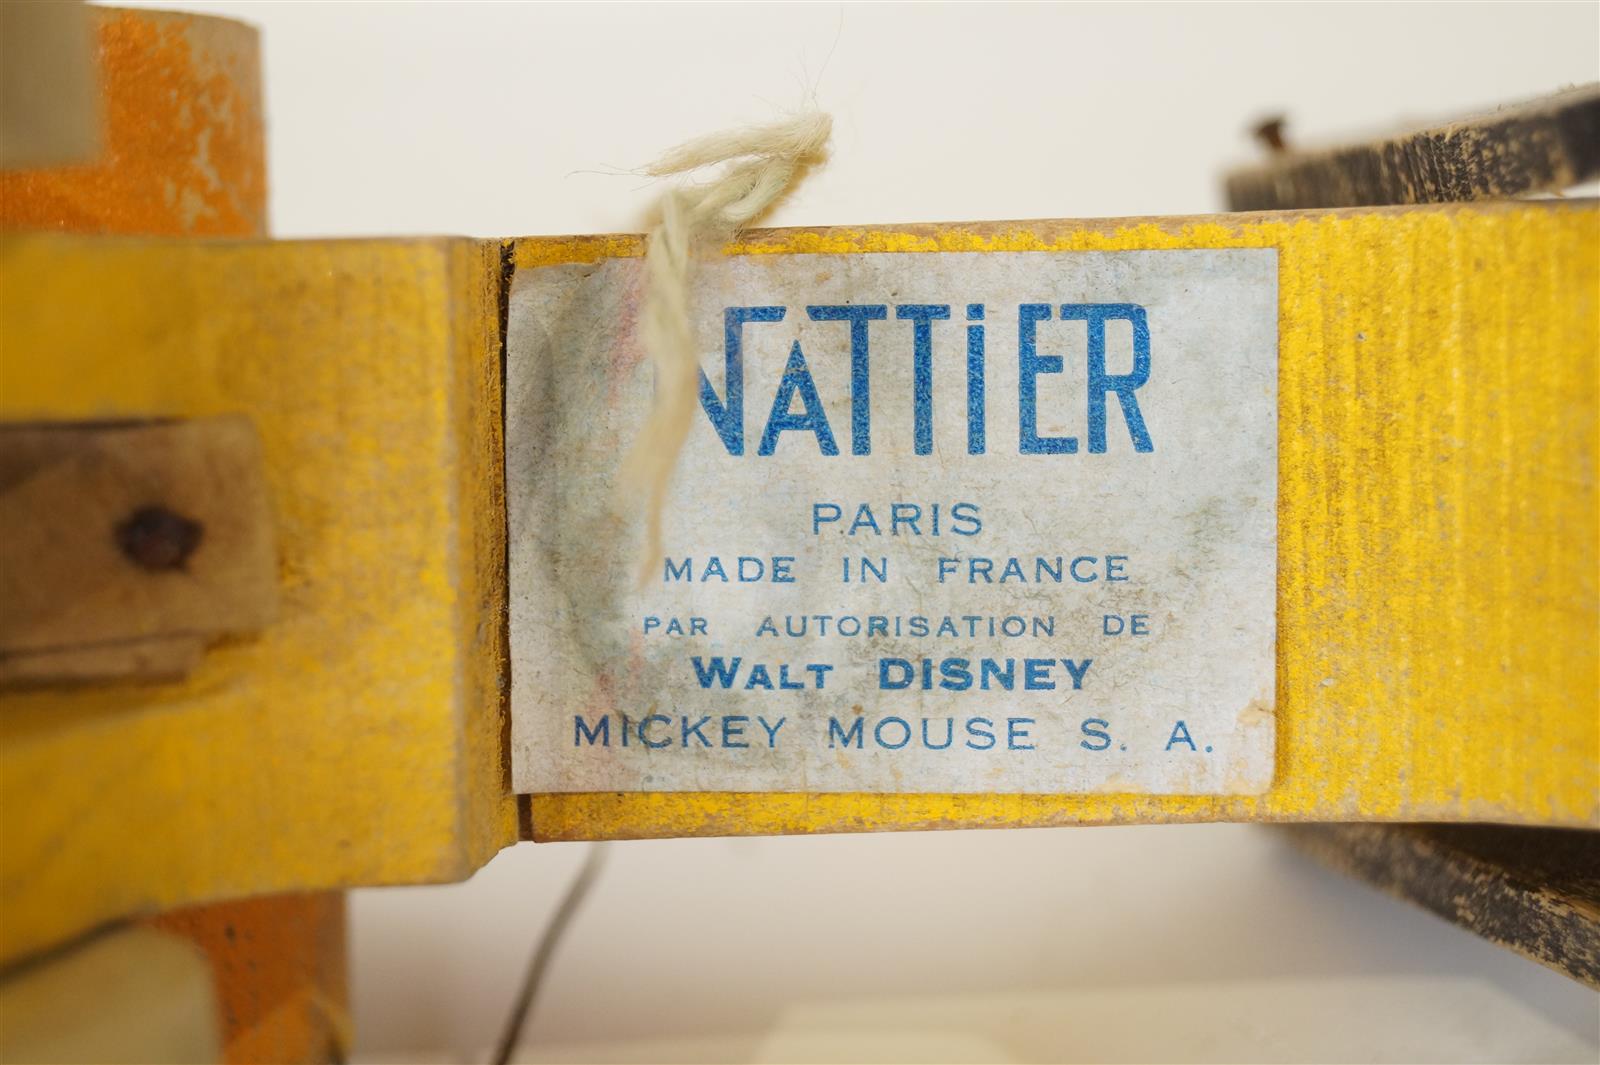 NATTiER
PARIS
MADE IN FRANCE
PAR AUTORISATION DE
WALT DISNEY
MICKEY MOUSE S. A.